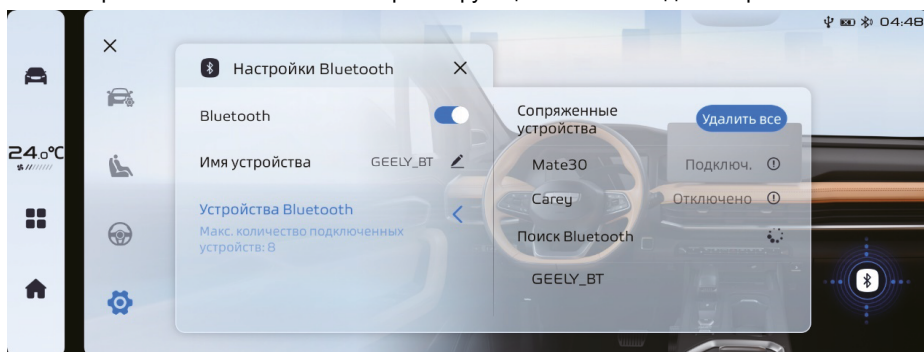 04:48
Настройки Bluetooth
Bluetooth
24.0°C
Имя устройства GEELY_BT
Устройства Bluetooth
Макс. количество подключенных
устройств: 8
Сопряженные
устройства
Удалить все
Mate30 Подключ.
Carey Отключено
Поиск Bluetooth
GEELY_BT